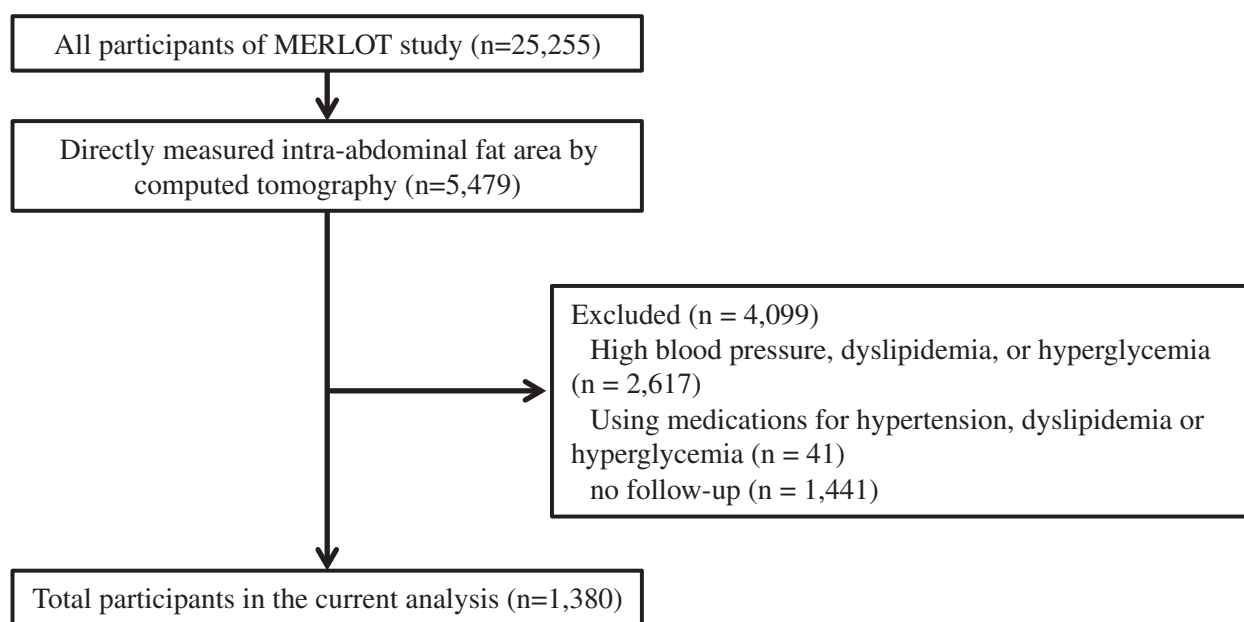 All participants of MERLOT study (n=25,255)
Directly measured intra-abdominal fat area by
computed tomography (n=5,479)
Excluded (n = 4,099)
High blood pressure, dyslipidemia, or hyperglycemia
(n = 2,617)
Using medications for hypertension, dyslipidemia or
hyperglycemia (n = 41)
no follow-up (n = 1,441)
Total participants in the current analysis (n=1,380)